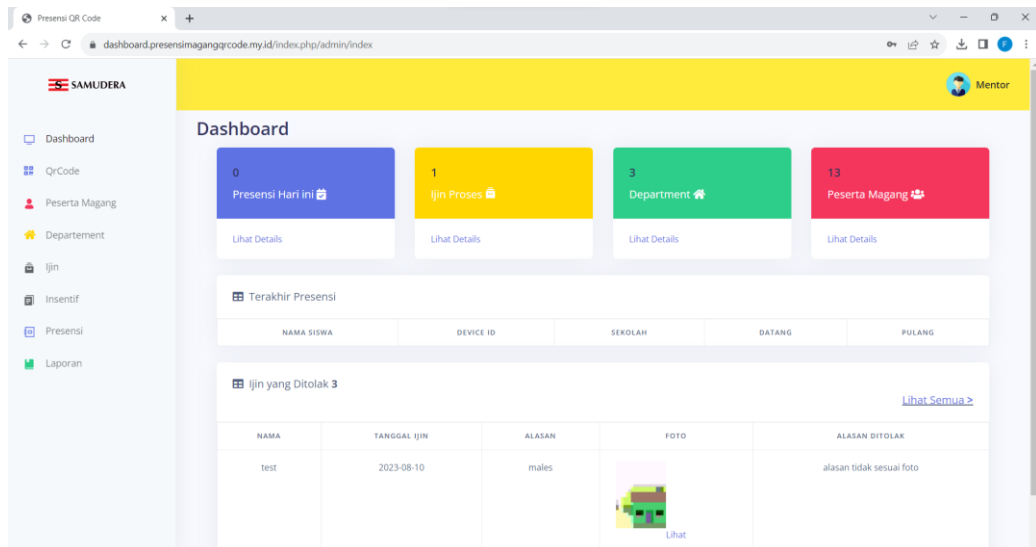 Presensi QR Code
dashboard.presensimagangqrcode.my.id/index.php/admin/index
F
S SAMUDERA
Mentor
Dashboard
QrCode
Peserta Magang
Departement
Ijin
Insentif
Presensi
Laporan
Dashboard
0
Presensi Hari ini
Lihat Details
1
Ijin Proses
Lihat Details
3
Department
Lihat Details
13
Peserta Magang
Lihat Details
Terakhir Presensi
NAMA SISWA DEVICE ID SEKOLAH DATANG PULANG
Ijin yang Ditolak 3
Lihat Semua >
NAMA TANGGAL IJIN ALASAN FOTO ALASAN DITOLAK
test 2023-08-10 males alasan tidak sesuai foto
Lihat